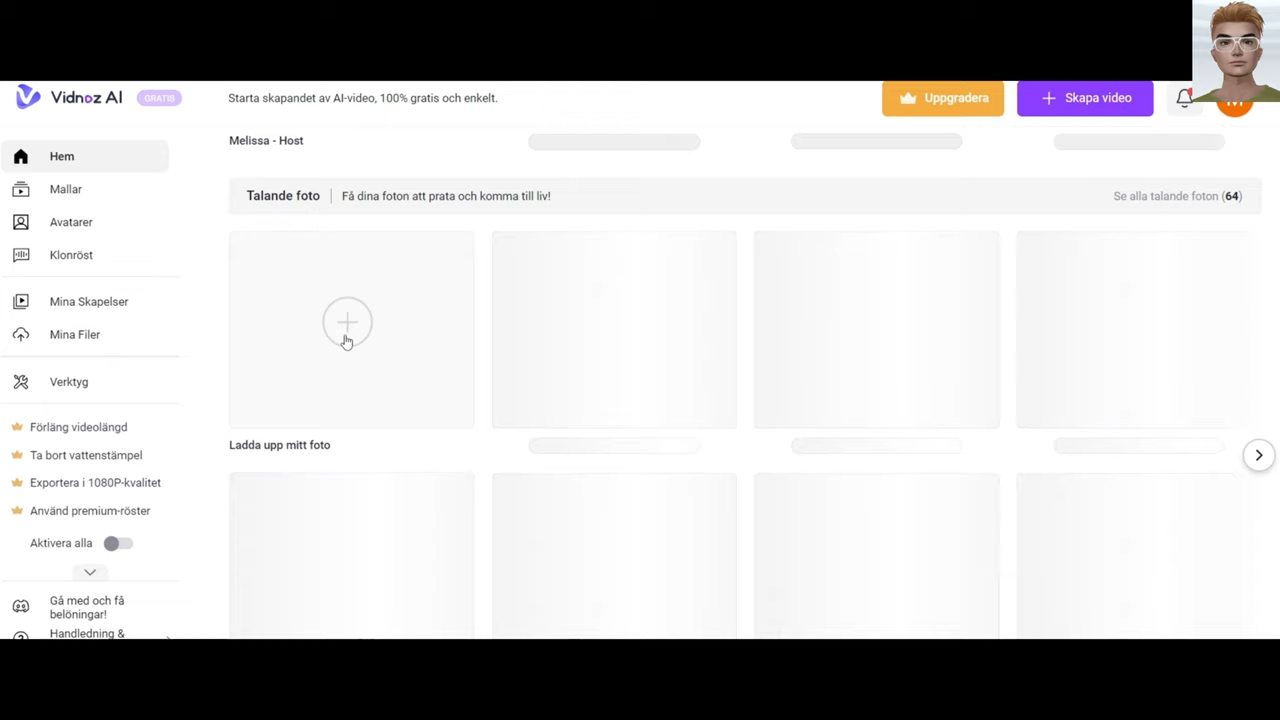 Vidnoz AI GRATIS
Starta skapandet av AI-video, 100% gratis och enkelt.
Uppgradera
Skapa video
Hem
Mallar
Avatarer
Klonröst
Mina Skapelser
Mina Filer
Verktyg
Förläng videolängd
Ta bort vattenstämpel
Exportera i 1080P-kvalitet
Använd premium-röster
Aktivera alla
Gå med och få
belöningar!
Handledning &
Melissa - Host
Talande foto | Få dina foton att prata och komma till liv!
Se alla talande foton (64)
Ladda upp mitt foto